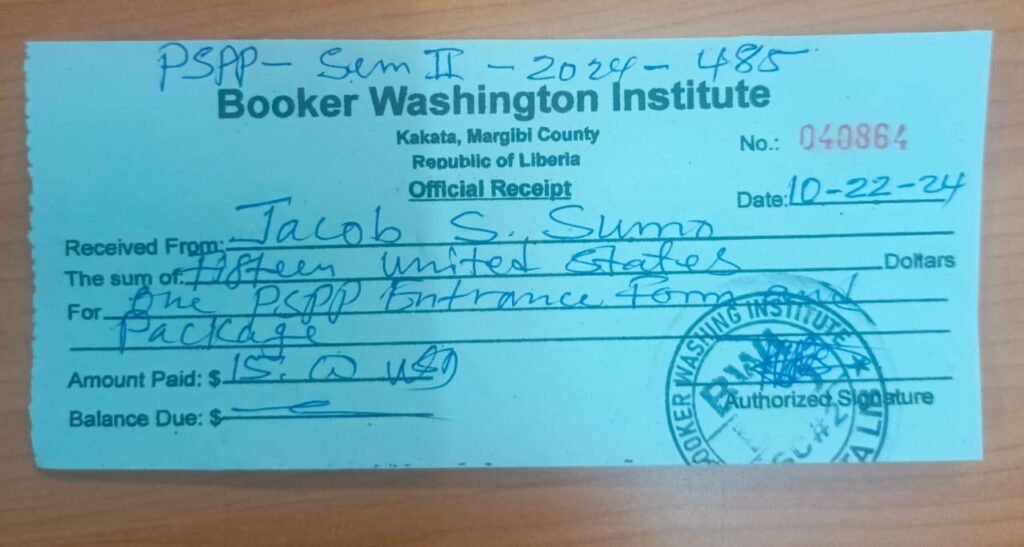 PSPP - Sem II - 2024 - 485
Booker Washington Institute
Kakata, Margibi County
Republic of Liberia
No.: 040864
Official Receipt
Date: 10-22-24
Received From: Jacob S. Sumo
The sum of: Fifteen united States Dollars
For One PSPP Entrance Form and
Package
Amount Paid: $ 15. USD
Balance Due: $
Authorized Signature
BOOKER WASHING INSTITUTE